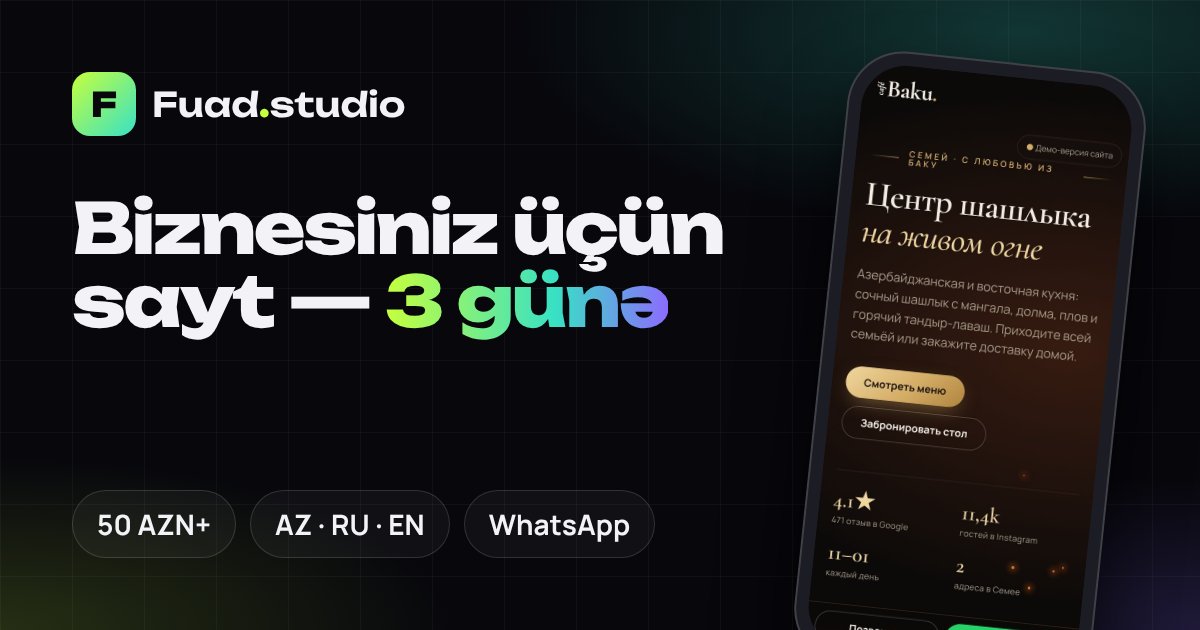 F
Fuad.studio
Biznesiniz üçün
sayt — 3 günə
50 AZN+
AZ · RU · EN
WhatsApp
Baku.
Демо-версия сайта
СЕМЕЙ · С ЛЮБОВЬЮ ИЗ
БАКУ
Центр шашлыка
на живом огне
Азербайджанская и восточная кухня:
сочный шашлык с мангала, долма, плов и
горячий тандыр-лаваш. Приходите всей
семьёй или закажите доставку домой.
Смотреть меню
Забронировать стол
4.1★
471 отзыв в Google
11,4k
гостей в Instagram
11–01
каждый день
2
адреса в Семее